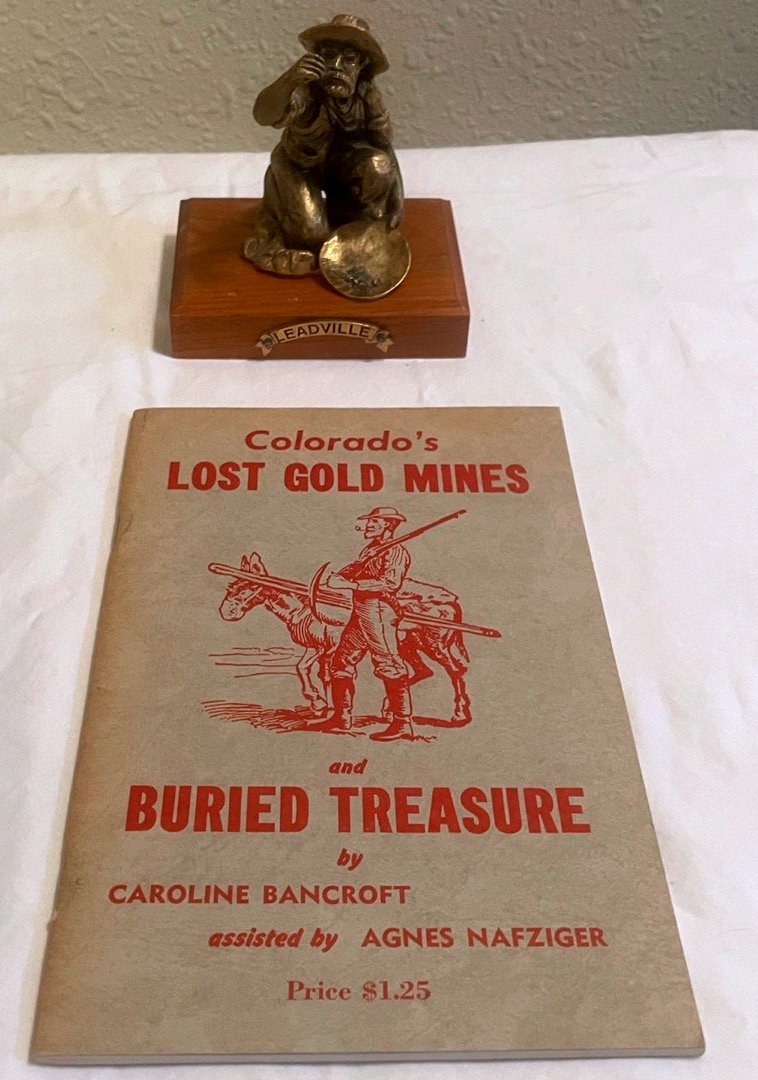 LEADVILLE
Colorado's
LOST GOLD MINES
and
BURIED TREASURE
by
CAROLINE BANCROFT
assisted by AGNES NAFZIGER
Price $1.25